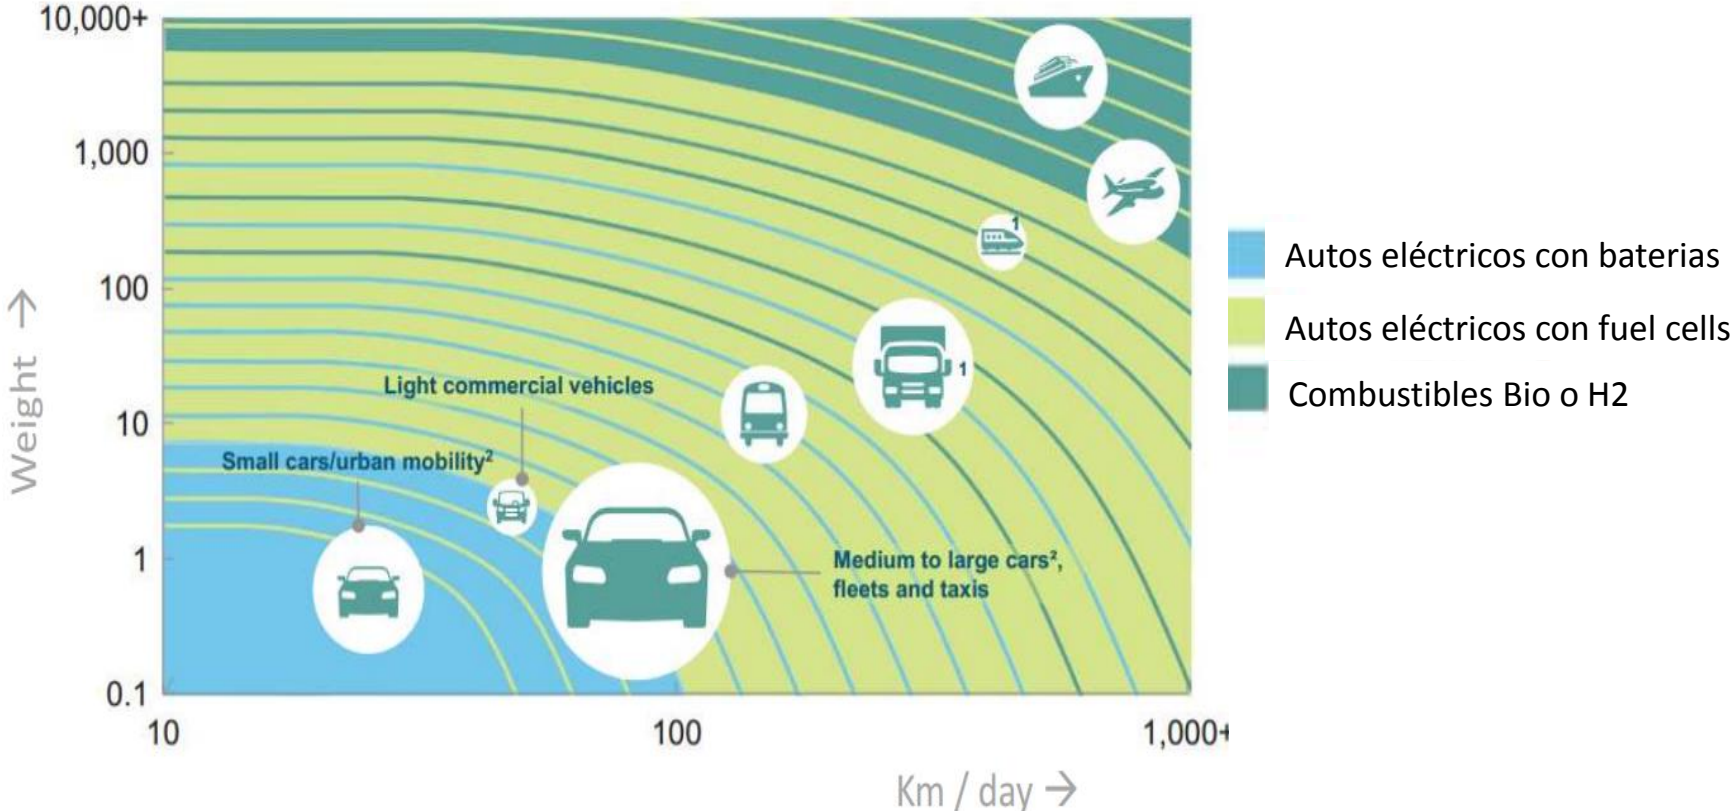 10,000+
1,000
100
10
1
0.1
Weight →
10
100
1,000+
Km / day →
Small cars/urban mobility²
Light commercial vehicles
Medium to large cars²,
fleets and taxis
1
1
Autos eléctricos con baterias
Autos eléctricos con fuel cells
Combustibles Bio o H2